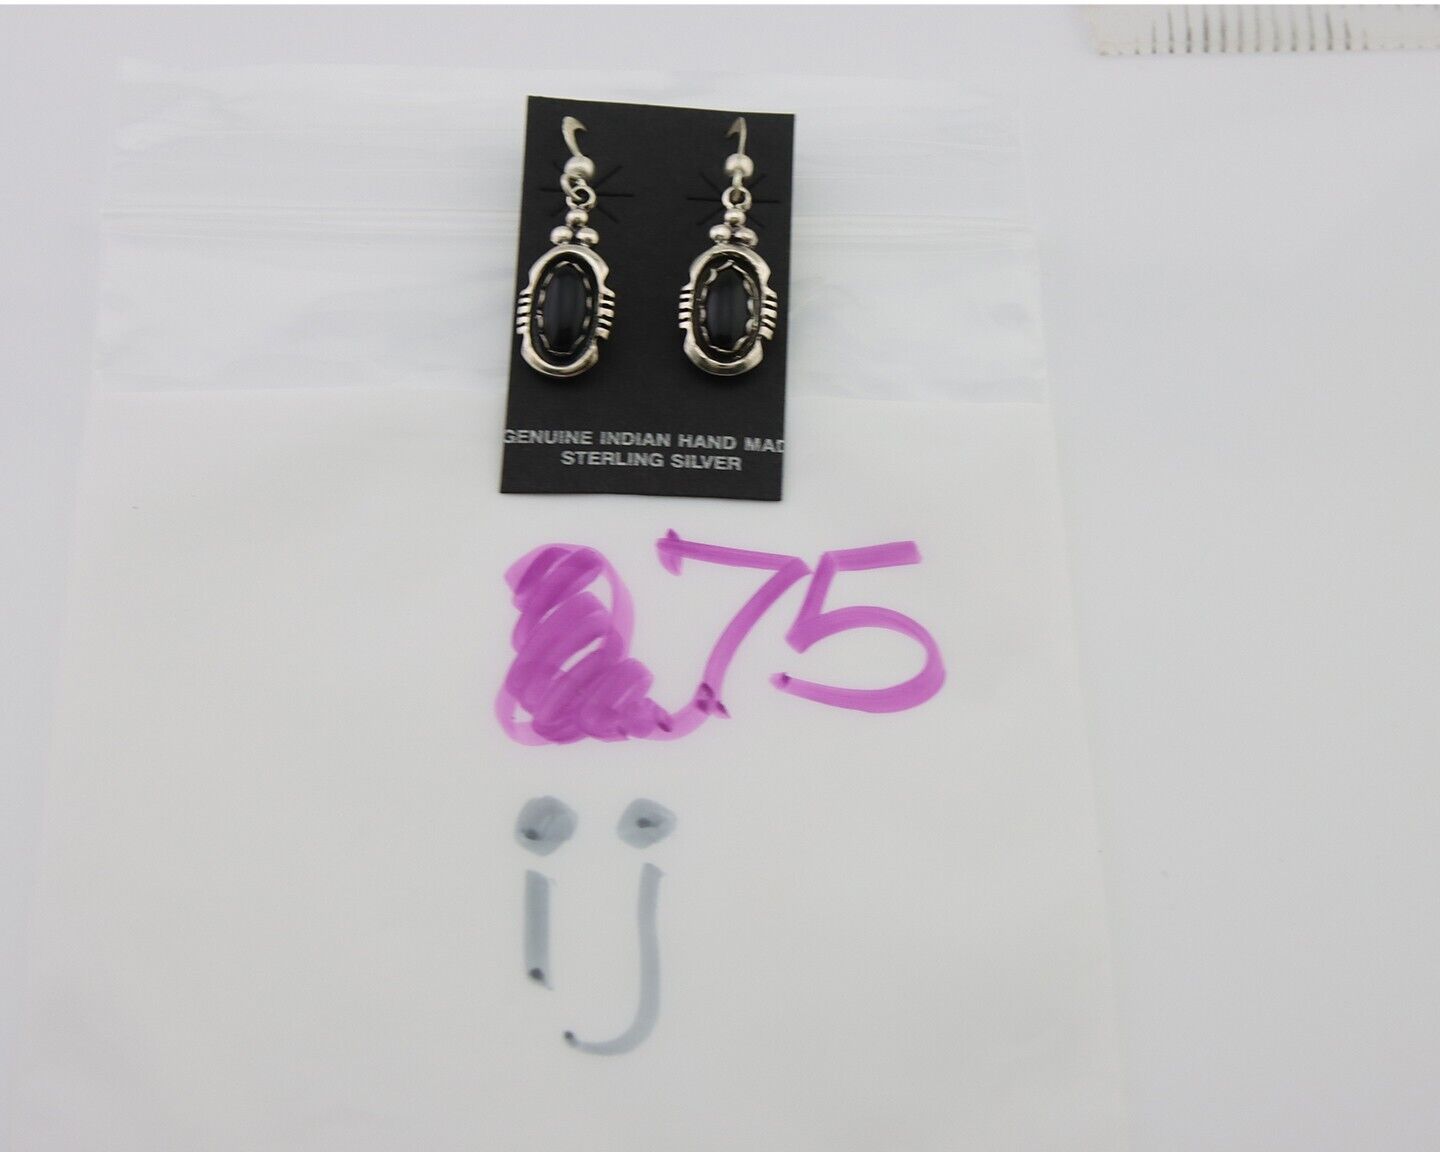 GENUINE INDIAN HAND MAD
STERLING SILVER
75
ij